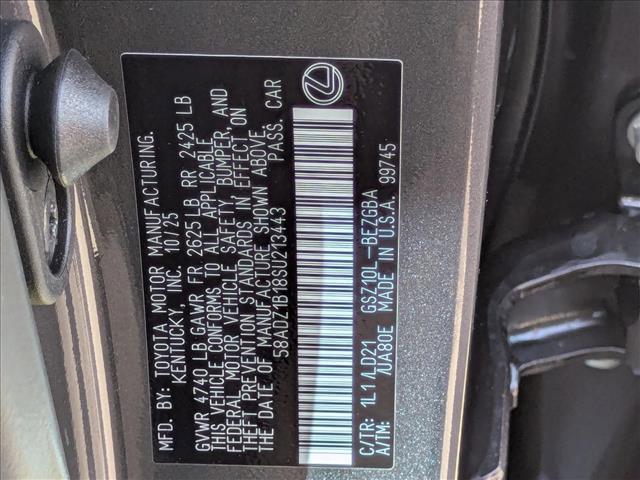 MFD. BY: TOYOTA MOTOR MANUFACTURING.
KENTUCKY, INC. 10/25
GVWR 4740 LB GAWR FR 2625 LB RR 2425 LB
THIS VEHICLE CONFORMS TO ALL APPLICABLE
FEDERAL MOTOR VEHICLE SAFETY, BUMPER, AND
THEFT PREVENTION STANDARDS IN EFFECT ON
THE DATE OF MANUFACTURE SHOWN ABOVE.
58ADZ1B18SU213443 PASS. CAR
C/TR: 1L1 /LD21 GSZ10L-BEZGBA
A/TM: /UA80E MADE IN U.S.A. 99745